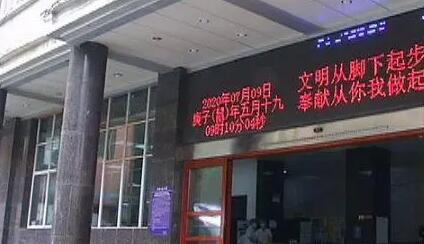 2020年07月09日
庚子(鼠)年五月十九
09时10分04秒
文明从脚下起步
奉献从你我做起